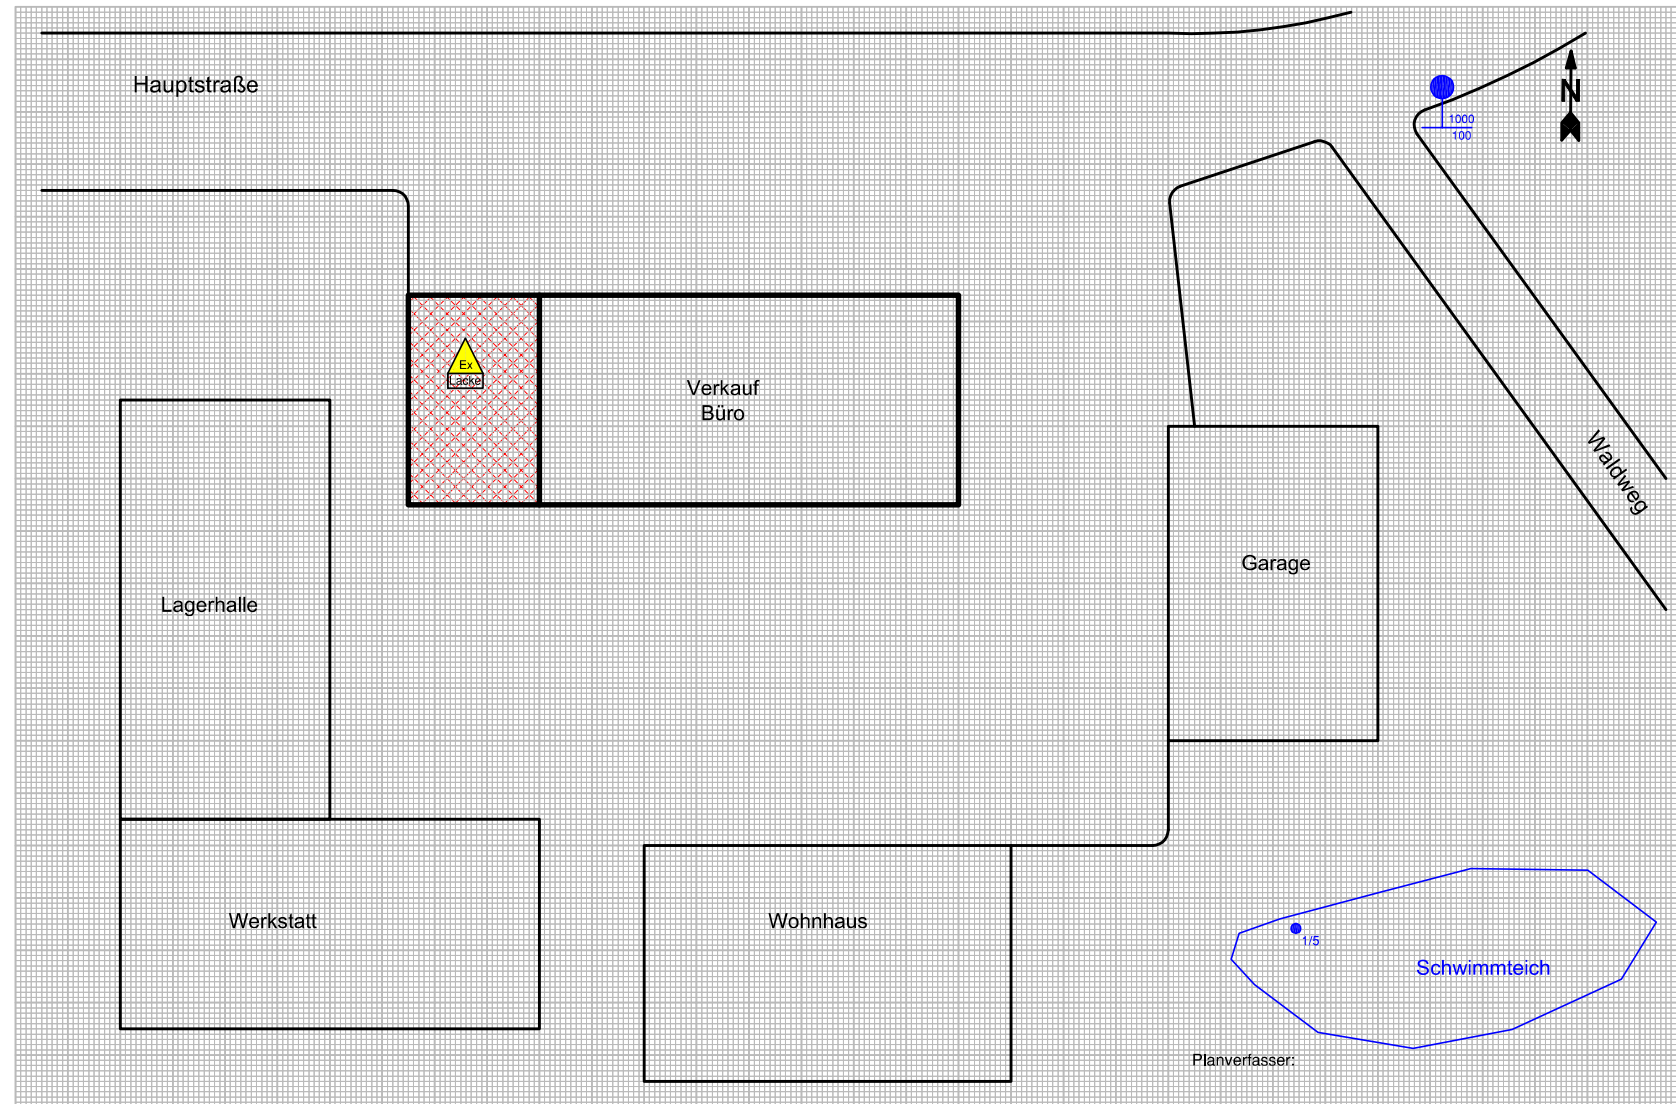 Hauptstraße
N
1000
100
Ex
Lacke
Verkauf
Büro
Waldweg
Garage
Lagerhalle
Werkstatt
Wohnhaus
1/5
Schwimmteich
Planverfasser: